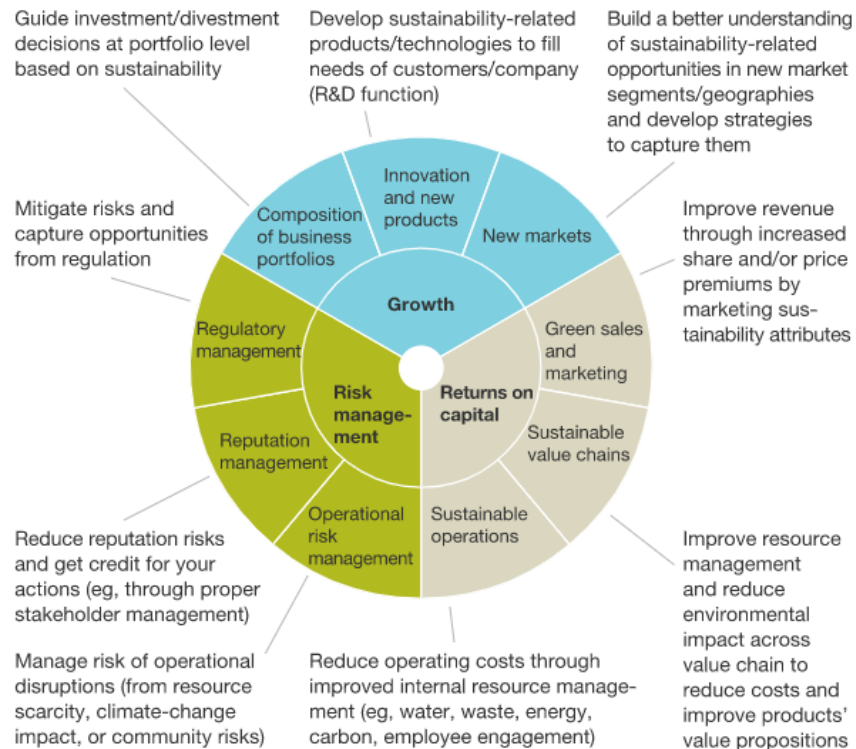 Guide investment/divestment
decisions at portfolio level
based on sustainability
Develop sustainability-related
products/technologies to fill
needs of customers/company
(R&D function)
Build a better understanding
of sustainability-related
opportunities in new market
segments/geographies
and develop strategies
to capture them
Mitigate risks and
capture opportunities
from regulation
Composition
of business
portfolios
Innovation
and new
products
New markets
Improve revenue
through increased
share and/or price
premiums by
marketing sus-
tainability attributes
Growth
Regulatory
management
Risk
manage-
ment
Returns on
capital
Green sales
and
marketing
Reputation
management
Sustainable
value chains
Operational
risk
management
Sustainable
operations
Reduce reputation risks
and get credit for your
actions (eg, through proper
stakeholder management)
Manage risk of operational
disruptions (from resource
scarcity, climate-change
impact, or community risks)
Reduce operating costs through
improved internal resource manage-
ment (eg, water, waste, energy,
carbon, employee engagement)
Improve resource
management
and reduce
environmental
impact across
value chain to
reduce costs and
improve products’
value propositions